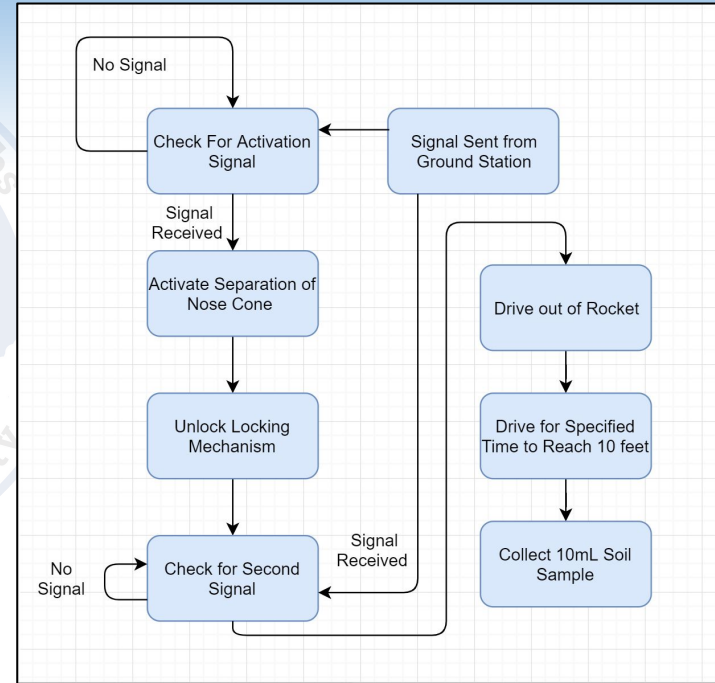 No Signal
Check For Activation
Signal
Signal Sent from
Ground Station
Signal
Received
Activate Separation of
Nose Cone
Drive out of Rocket
Unlock Locking
Mechanism
Drive for Specified
Time to Reach 10 feet
Signal
Received
No
Signal
Check for Second
Signal
Collect 10mL Soil
Sample